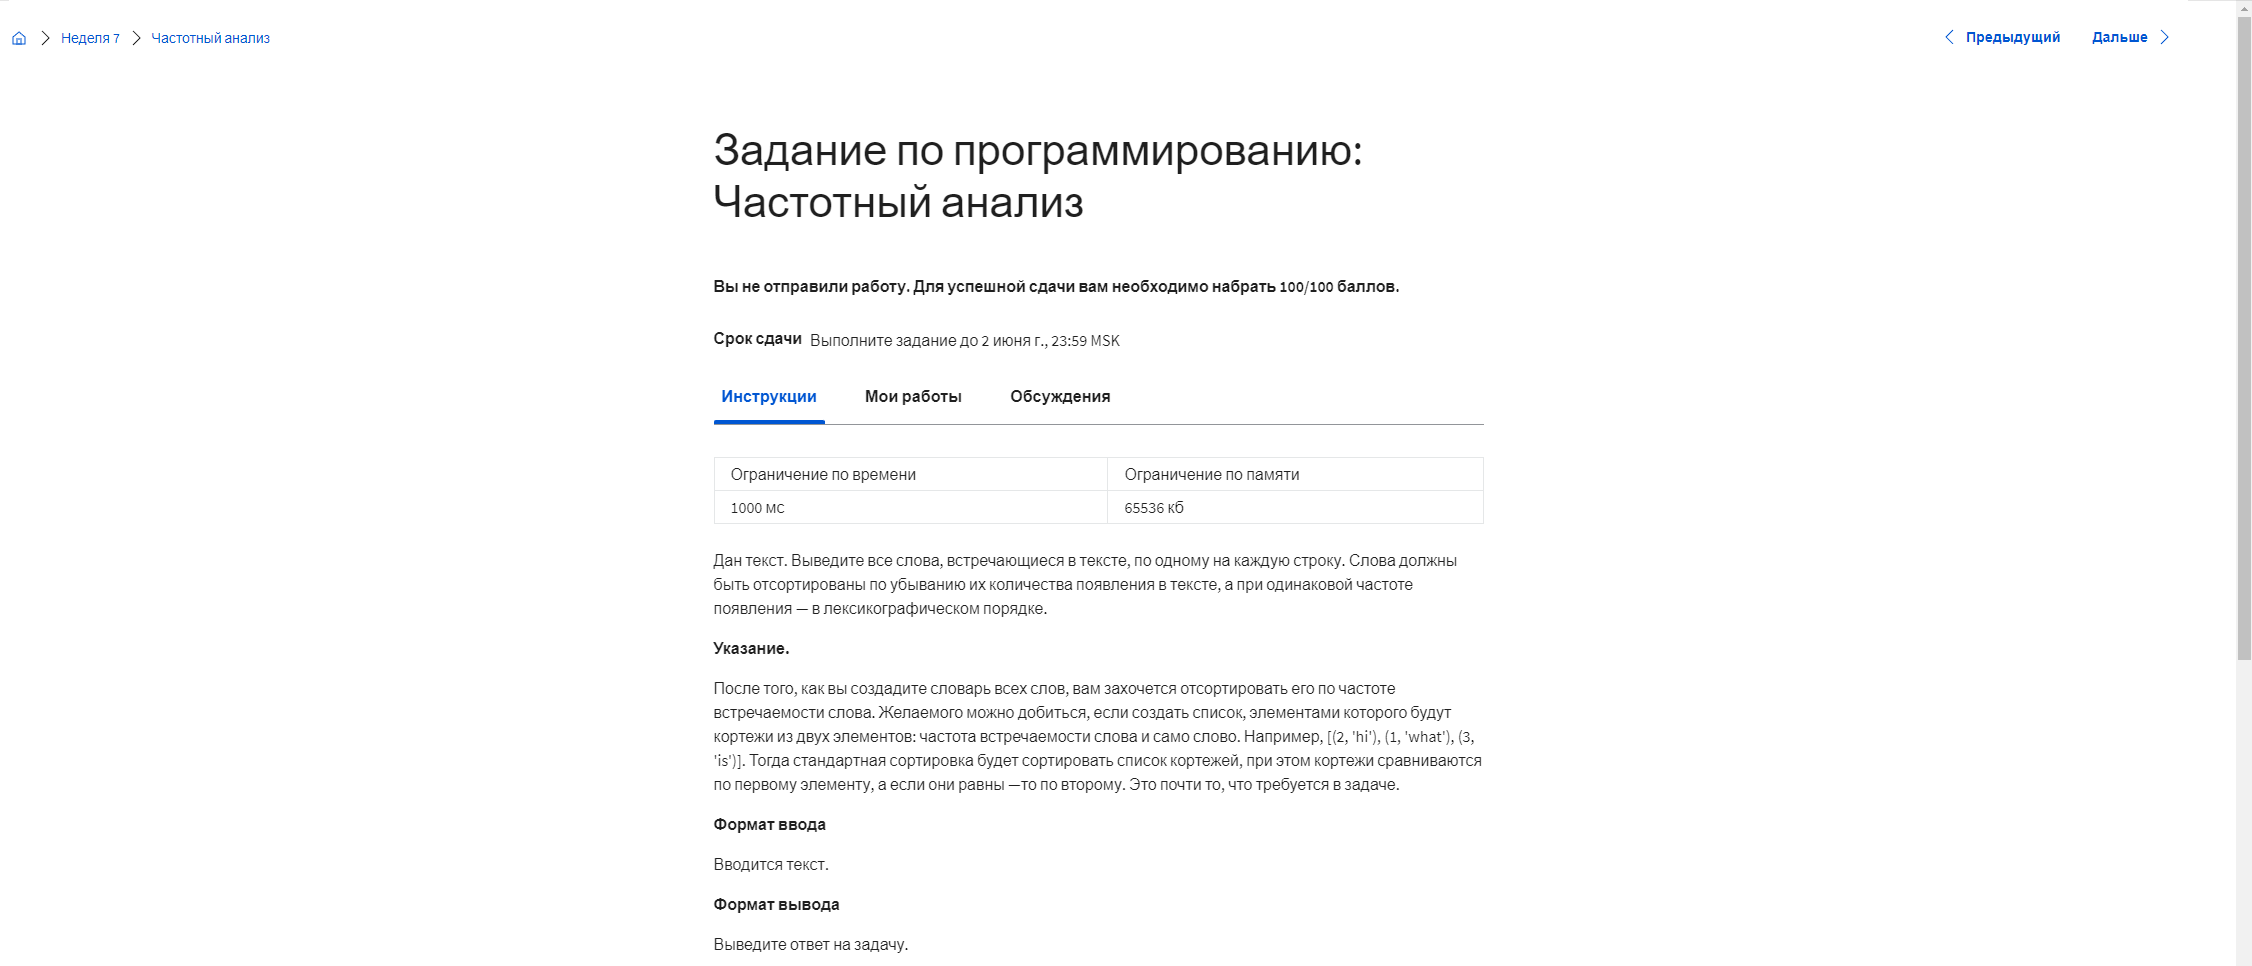 Неделя 7 Частотный анализ
Предыдущий Дальше
Задание по программированию:
Частотный анализ
Вы не отправили работу. Для успешной сдачи вам необходимо набрать 100/100 баллов.
Срок сдачи Выполните задание до 2 июня г., 23:59 MSK
Инструкции Мои работы Обсуждения
Ограничение по времени Ограничение по памяти
1000 мс 65536 кб
Дан текст. Выведите все слова, встречающиеся в тексте, по одному на каждую строку. Слова должны
быть отсортированы по убыванию их количества появления в тексте, а при одинаковой частоте
появления — в лексикографическом порядке.
Указание.
После того, как вы создадите словарь всех слов, вам захочется отсортировать его по частоте
встречаемости слова. Желаемого можно добиться, если создать список, элементами которого будут
кортежи из двух элементов: частота встречаемости слова и само слово. Например, [(2, 'hi'), (1, 'what'), (3,
'is')]. Тогда стандартная сортировка будет сортировать список кортежей, при этом кортежи сравниваются
по первому элементу, а если они равны —то по второму. Это почти то, что требуется в задаче.
Формат ввода
Вводится текст.
Формат вывода
Выведите ответ на задачу.